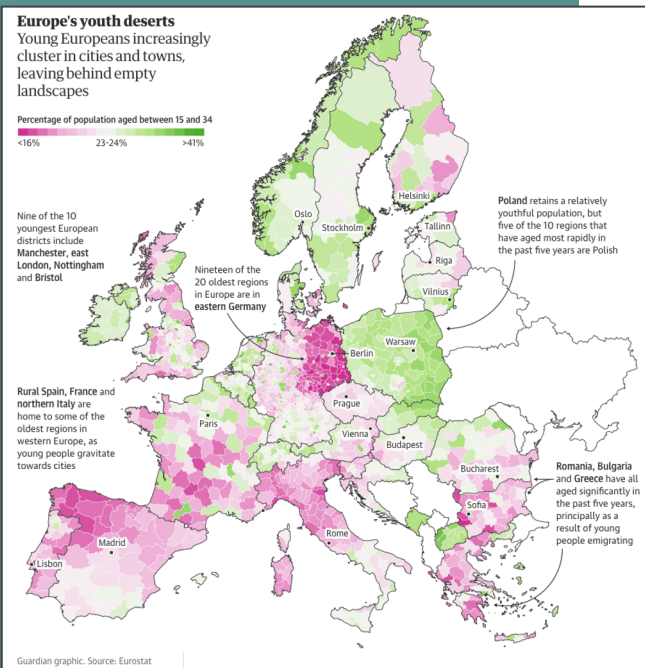 Europe's youth deserts
Young Europeans increasingly
cluster in cities and towns,
leaving behind empty
landscapes
Percentage of population aged between 15 and 34
<16%
23-24%
>41%
Nine of the 10
youngest European
districts include
Manchester, east
London, Nottingham
and Bristol
Nineteen of the
20 oldest regions
in Europe are in
eastern Germany
Poland retains a relatively
youthful population, but
five of the 10 regions that
have aged most rapidly in
the past five years are Polish
Rural Spain, France and
northern Italy are
home to some of the
oldest regions in
western Europe, as
young people gravitate
towards cities
Romania, Bulgaria
and Greece have all
aged significantly in
the past five years,
principally as a
result of young
people emigrating
Helsinki
Oslo
Stockholm
Tallinn
Riga
Vilnius
Warsaw
Berlin
Prague
Paris
Vienna
Budapest
Bucharest
Sofia
Rome
Madrid
Lisbon
Guardian graphic. Source: Eurostat